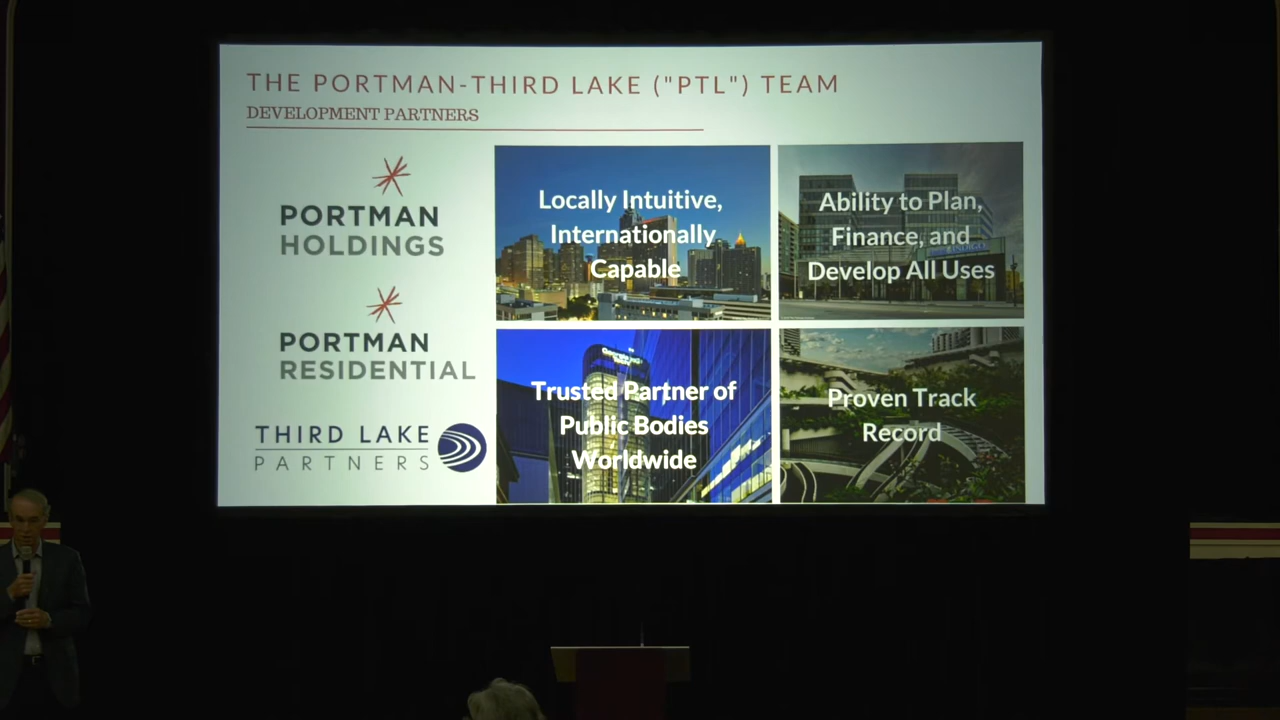 THE PORTMAN-THIRD LAKE ("PTL") TEAM
DEVELOPMENT PARTNERS
PORTMAN
HOLDINGS
PORTMAN
RESIDENTIAL
THIRD LAKE
PARTNERS
Locally Intuitive,
Internationally
Capable
Ability to Plan,
Finance, and
Develop All Uses
Trusted Partner of
Public Bodies
Worldwide
Proven Track
Record